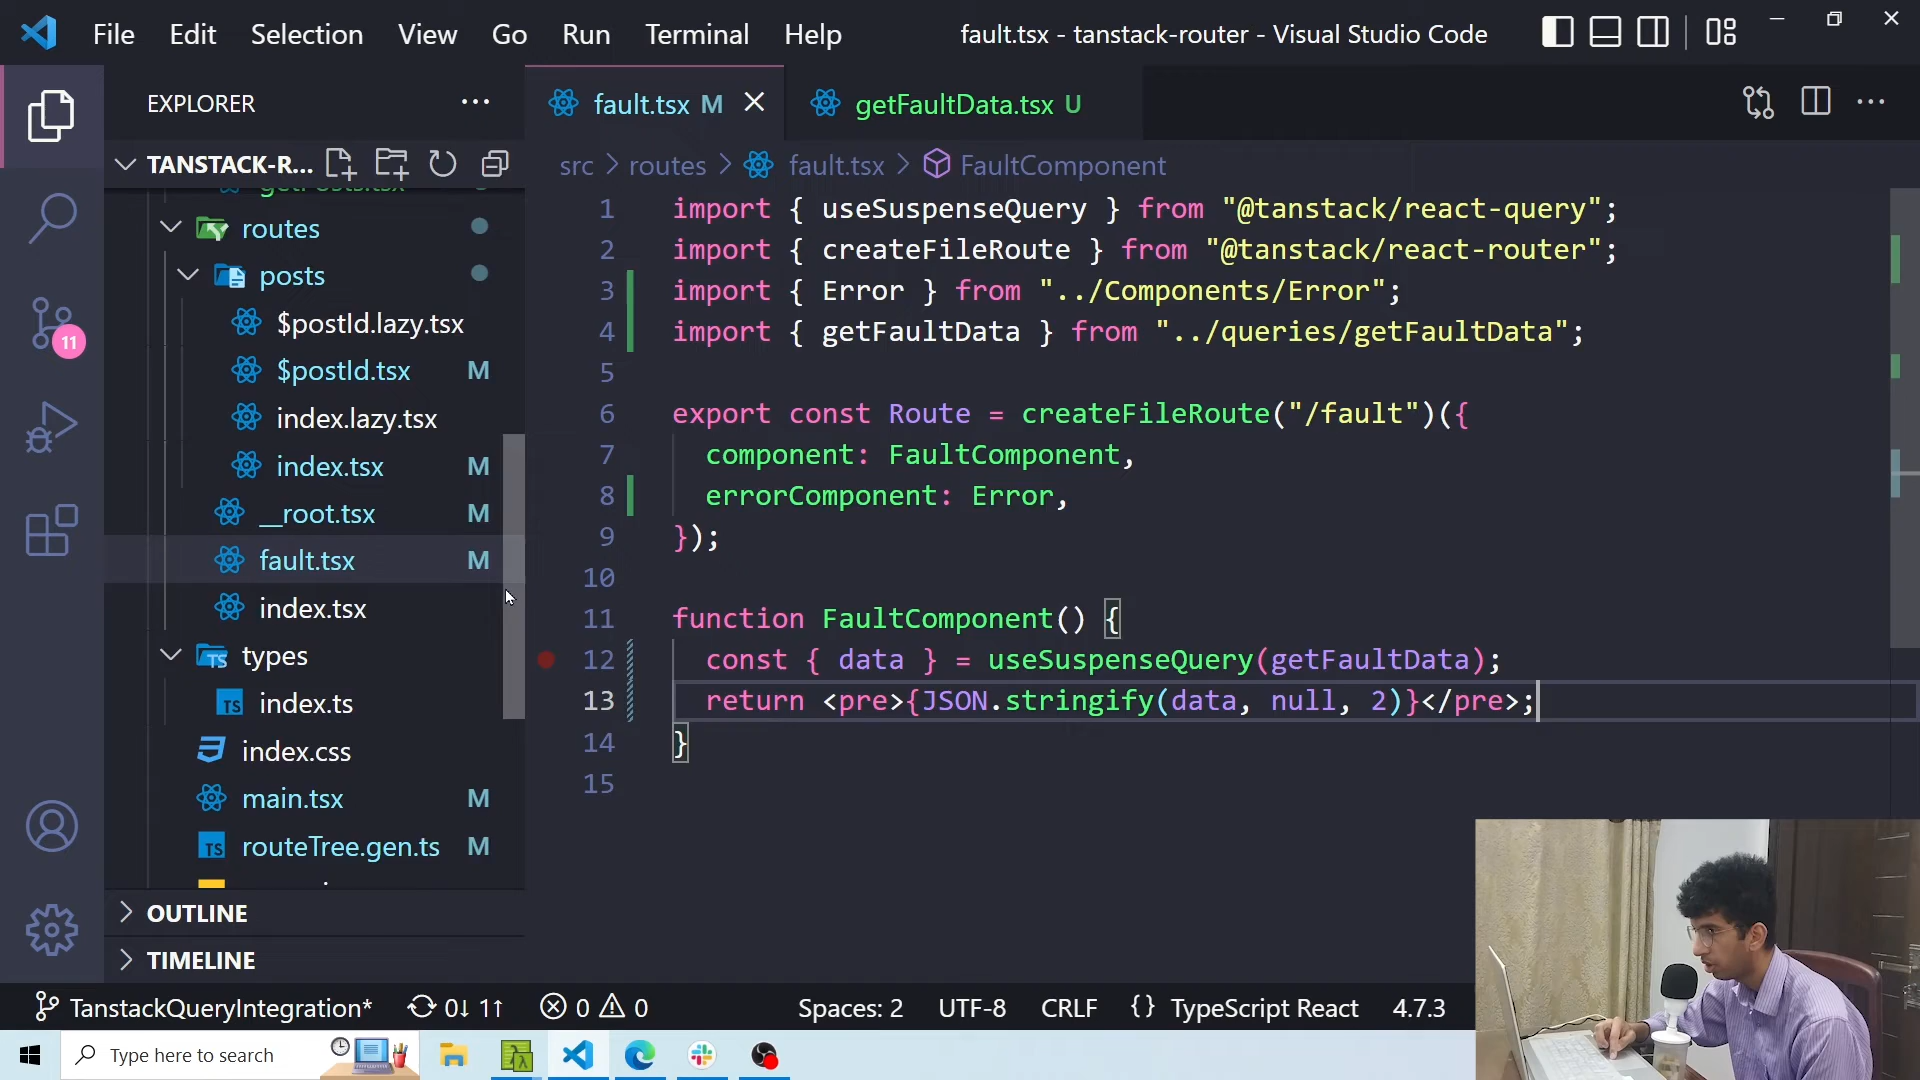 File Edit Selection View Go Run Terminal Help
fault.tsx - tanstack-router - Visual Studio Code
EXPLORER
fault.tsx M
getFaultData.tsx U
TANSTACK-R...
src > routes > fault.tsx > FaultComponent
getPosts.tsx
routes
posts
$postId.lazy.tsx
$postId.tsx M
index.lazy.tsx
index.tsx M
__root.tsx M
fault.tsx M
index.tsx
types
TS index.ts
index.css
main.tsx M
TS routeTree.gen.ts M
OUTLINE
TIMELINE
11
1 import { useSuspenseQuery } from "@tanstack/react-query";
2 import { createFileRoute } from "@tanstack/react-router";
3 import { Error } from "../Components/Error";
4 import { getFaultData } from "../queries/getFaultData";
5
6 export const Route = createFileRoute("/fault")({
7 component: FaultComponent,
8 errorComponent: Error,
9 });
10
11 function FaultComponent() {
12 const { data } = useSuspenseQuery(getFaultData);
13 return <pre>{JSON.stringify(data, null, 2)}</pre>;
14 }
15
TanstackQueryIntegration* 0↓ 1↑ 0 0 Spaces: 2 UTF-8 CRLF {} TypeScript React 4.7.3
Type here to search